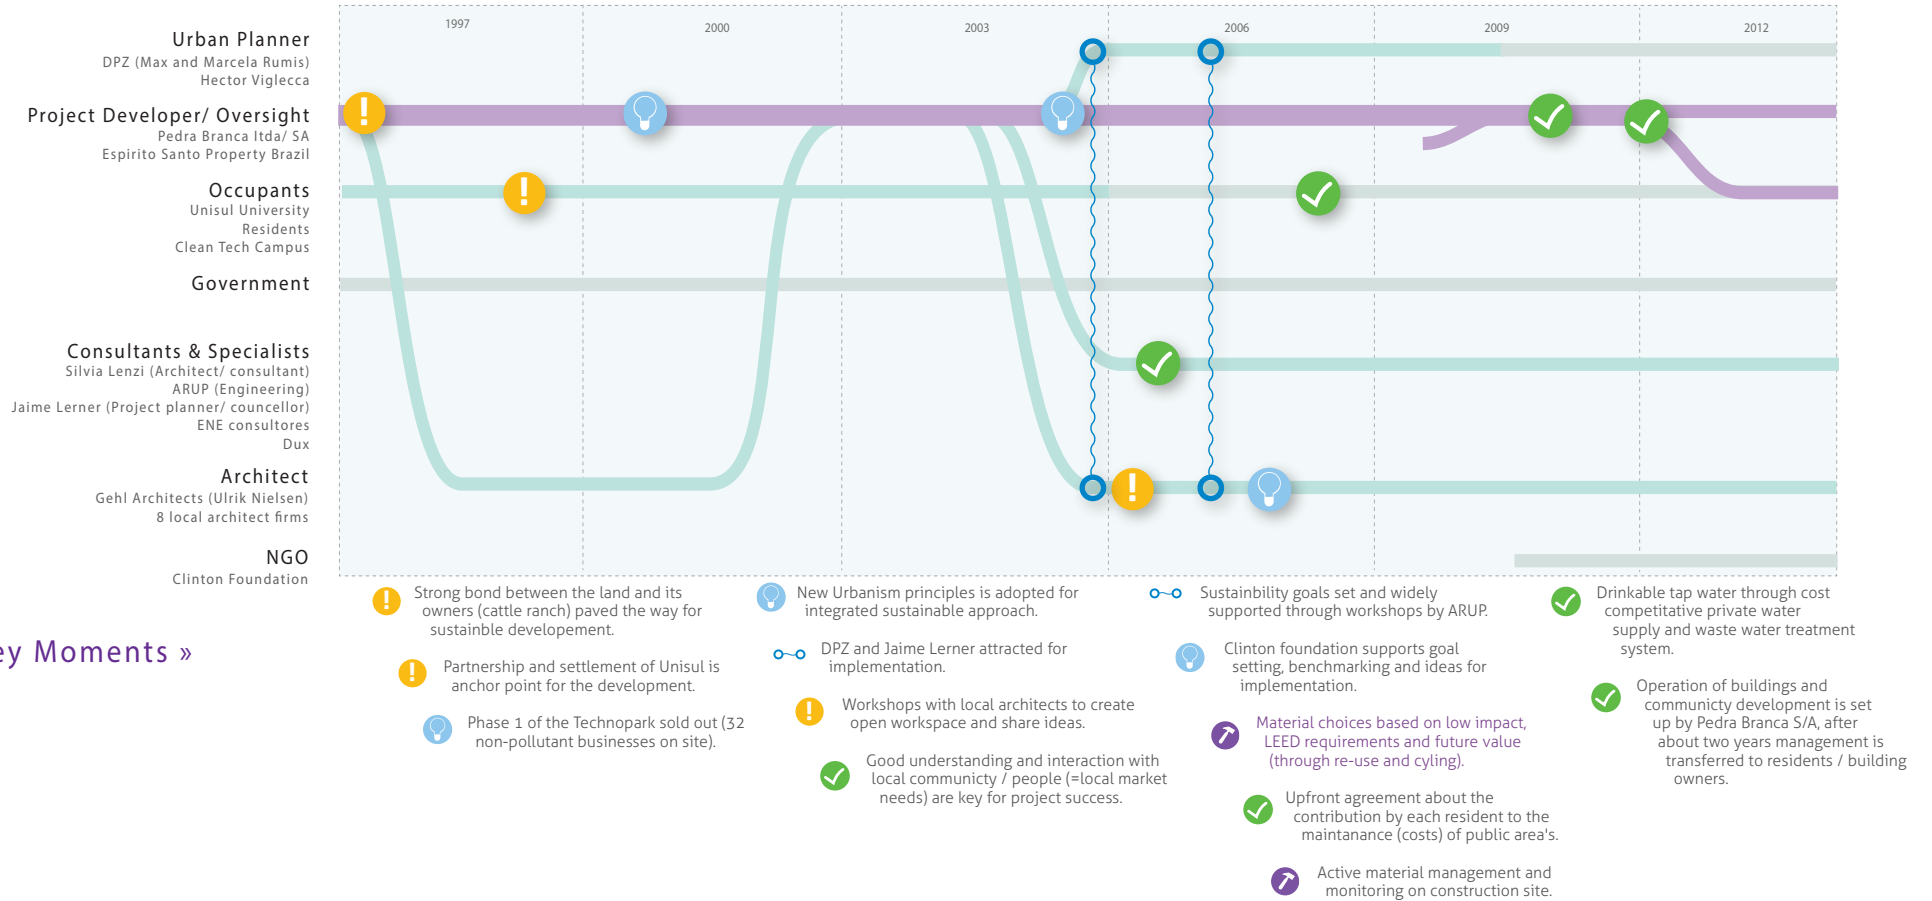 1997
2000
2003
2006
2009
2012
Urban Planner
DPZ (Max and Marcela Rumis)
Hector Viglecca
Project Developer/ Oversight
Pedra Branca ltda/ SA
Espirito Santo Property Brazil
Occupants
Unisul University
Residents
Clean Tech Campus
Government
Consultants & Specialists
Silvia Lenzi (Architect/ consultant)
ARUP (Engineering)
Jaime Lerner (Project planner/ councellor)
ENE consultores
Dux
Architect
Gehl Architects (Ulrik Nielsen)
8 local architect firms
NGO
Clinton Foundation
ey Moments »
Strong bond between the land and its
owners (cattle ranch) paved the way for
sustainble developement.
Partnership and settlement of Unisul is
anchor point for the development.
Phase 1 of the Technopark sold out (32
non-pollutant businesses on site).
New Urbanism principles is adopted for
integrated sustainable approach.
DPZ and Jaime Lerner attracted for
implementation.
Workshops with local architects to create
open workspace and share ideas.
Good understanding and interaction with
local communicty / people (=local market
needs) are key for project success.
Sustainbility goals set and widely
supported through workshops by ARUP.
Clinton foundation supports goal
setting, benchmarking and ideas for
implementation.
Material choices based on low impact,
LEED requirements and future value
(through re-use and cyling).
Upfront agreement about the
contribution by each resident to the
maintanance (costs) of public area's.
Active material management and
monitoring on construction site.
Drinkable tap water through cost
competitative private water
supply and waste water treatment
system.
Operation of buildings and
communicty development is set
up by Pedra Branca S/A, after
about two years management is
transferred to residents / building
owners.